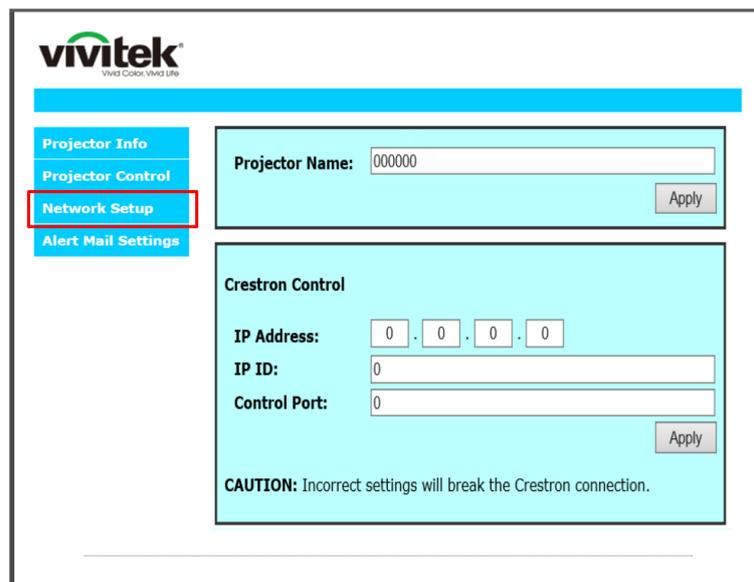 vivitek®
Vivid Color, Vivid Life
Projector Info
Projector Control
Network Setup
Alert Mail Settings
Projector Name: 000000
Apply
Crestron Control
IP Address: 0 . 0 . 0 . 0
IP ID: 0
Control Port: 0
Apply
CAUTION: Incorrect settings will break the Crestron connection.